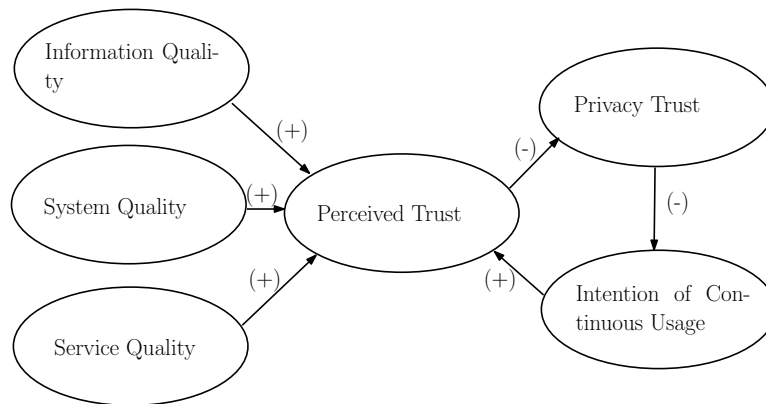 Information Quali-
ty
(+)
System Quality
(+)
Service Quality
(+)
Perceived Trust
(-)
Privacy Trust
(-)
Intention of Con-
tinuous Usage
(+)